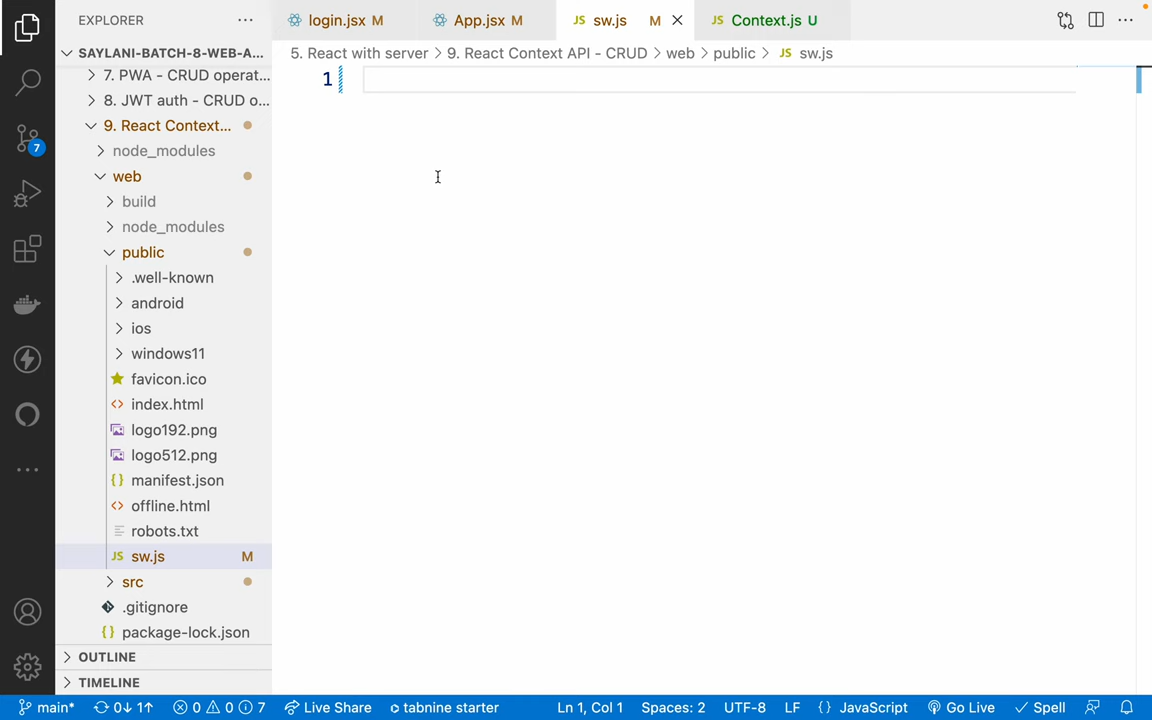 EXPLORER
login.jsx M
App.jsx M
JS sw.js M
JS Context.js U
SAYLANI-BATCH-8-WEB-A...
5. React with server > 9. React Context API - CRUD > web > public > JS sw.js
7. PWA - CRUD operat...
8. JWT auth - CRUD o...
9. React Context...
node_modules
web
build
node_modules
public
.well-known
android
ios
windows11
favicon.ico
index.html
logo192.png
logo512.png
manifest.json
offline.html
robots.txt
JS sw.js M
src
.gitignore
package-lock.json
OUTLINE
TIMELINE
1
7
main* 0↓ 1↑ 0 0 7 Live Share tabnine starter Ln 1, Col 1 Spaces: 2 UTF-8 LF {} JavaScript Go Live Spell